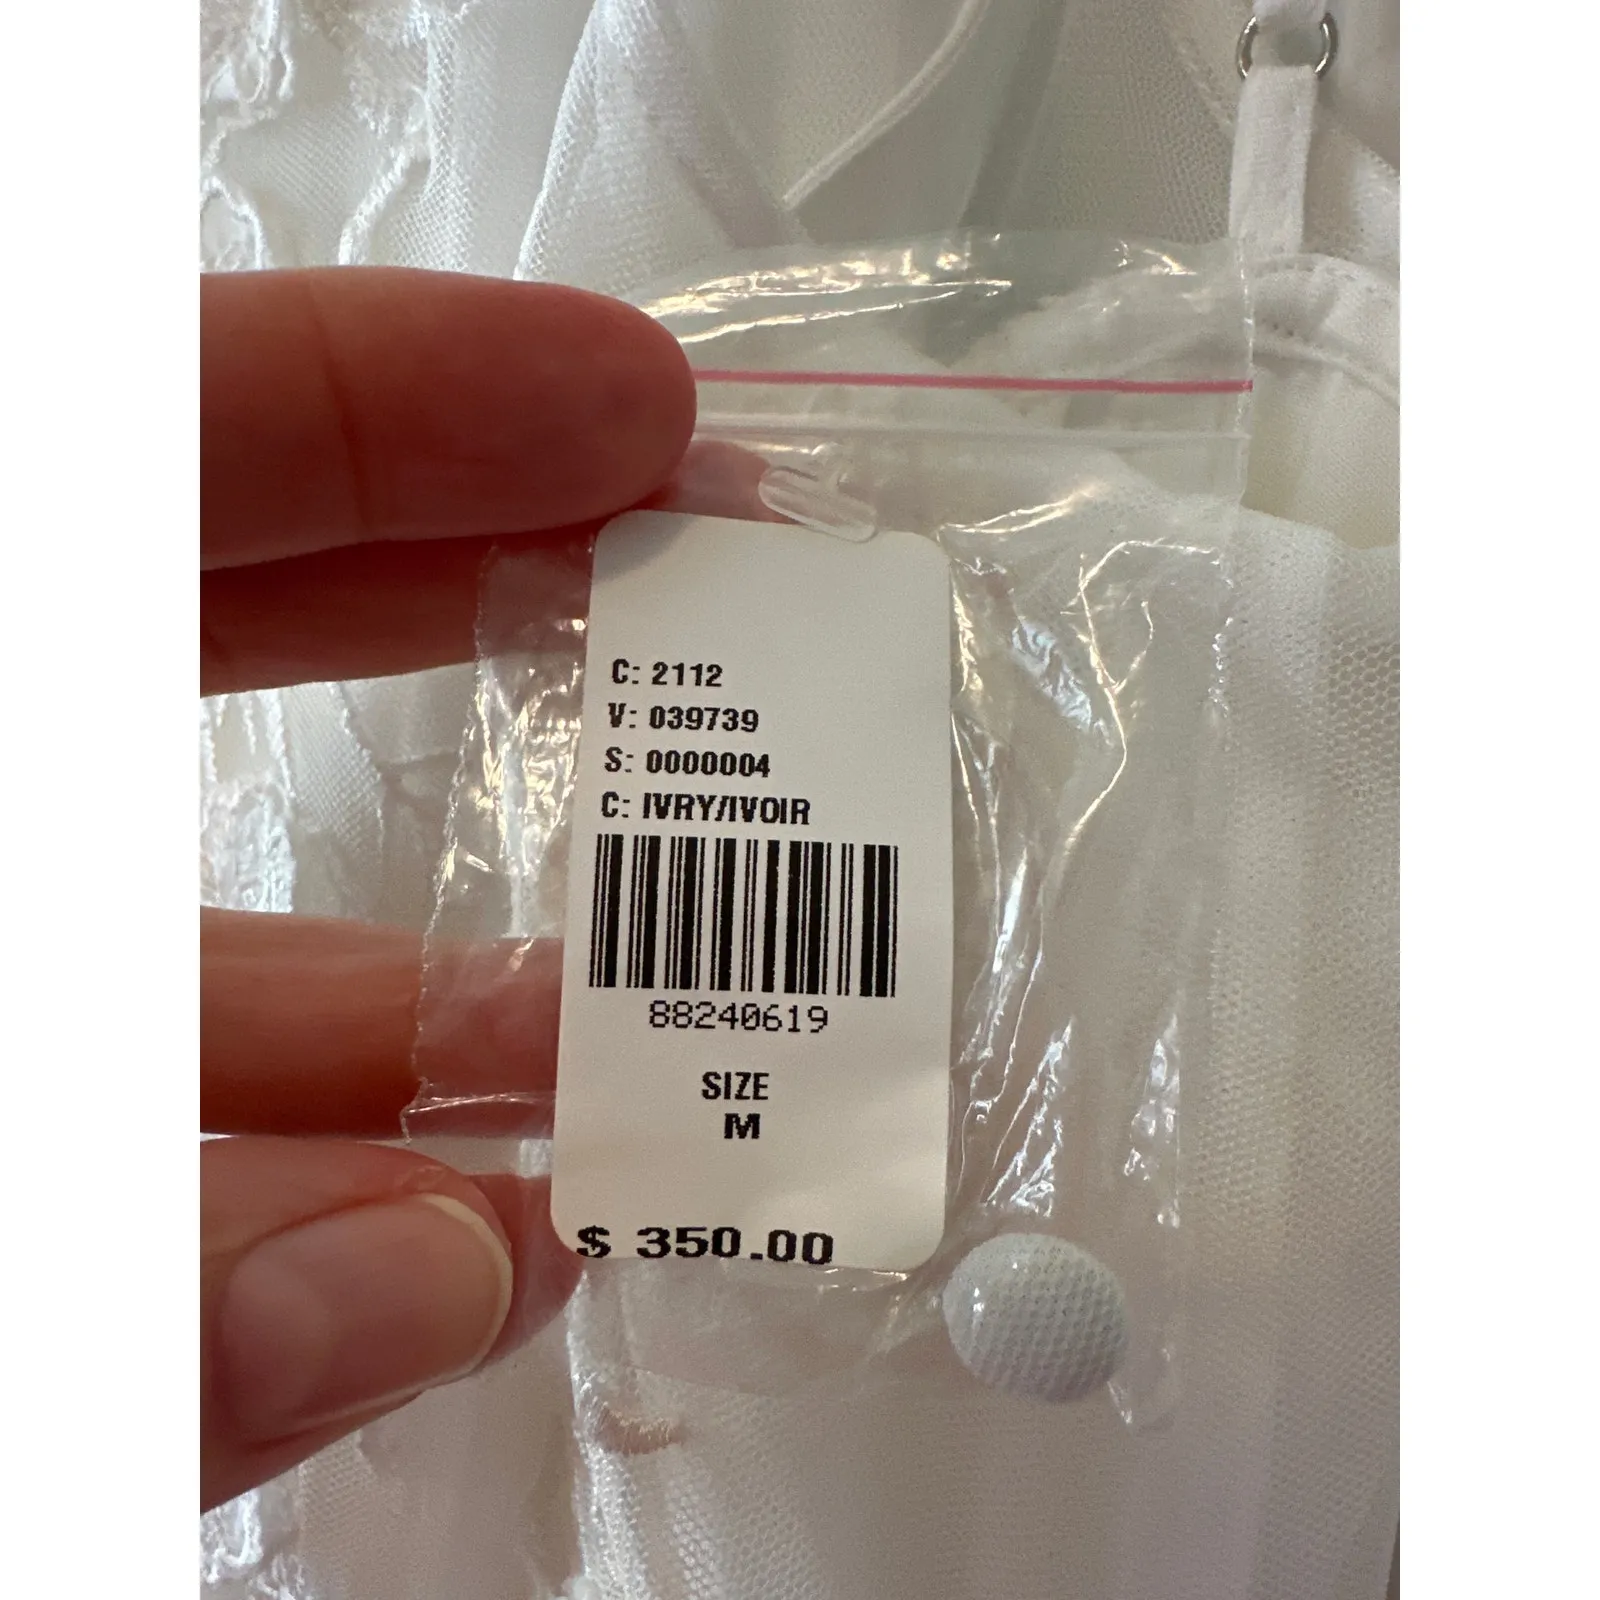 C: 2112
V: 039739
S: 0000004
C: IVRY/IVOIR
88240619
SIZE
M
$ 350.00